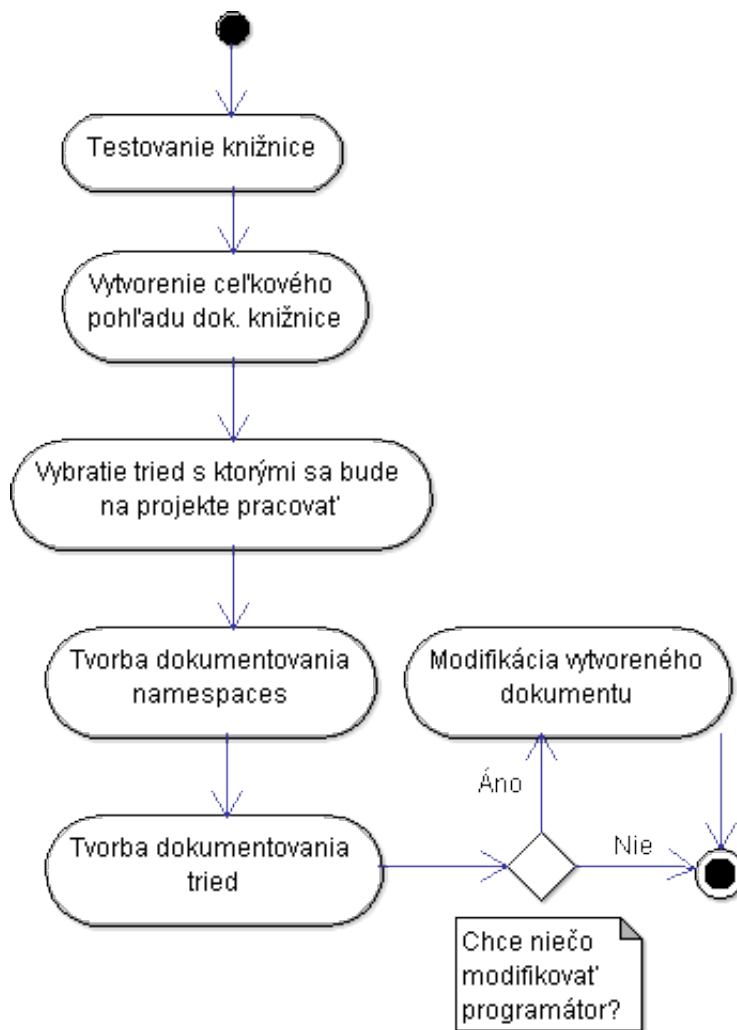 Testovanie knižnice
Vytvorenie ceľkového
pohľadu dok. knižnice
Vybratie tried s ktorými sa bude
na projekte pracovať
Tvorba dokumentovania
namespaces
Modifikácia vytvoreného
dokumentu
Áno
Nie
Tvorba dokumentovania
tried
Chce niečo
modifikovať
programátor?